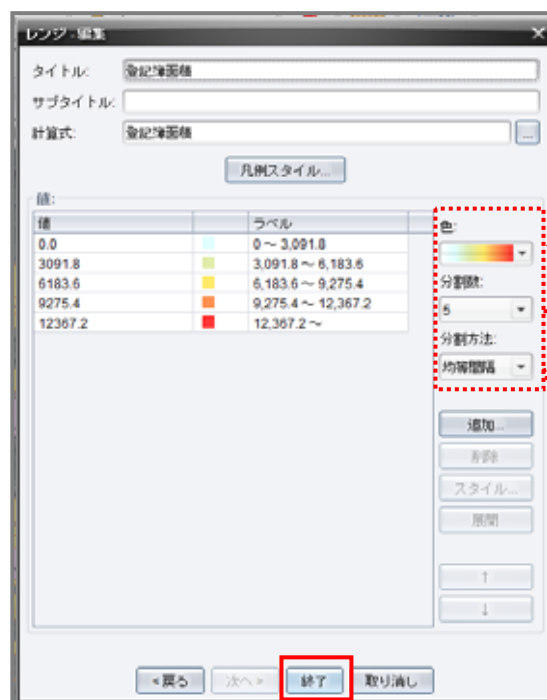 レンジ - 編集
タイトル: 登記簿面積
サブタイトル:
計算式: 登記簿面積 ...
凡例スタイル...
値:
値 ラベル
0.0 0～3,091.8
3091.8 3,091.8～6,183.6
6183.6 6,183.6～9,275.4
9275.4 9,275.4～12,367.2
12367.2 12,367.2～
色:
分割数:
5
分割方法:
均等間隔
追加...
削除
スタイル...
展開
↑
↓
<戻る 次へ> 終了 取り消し